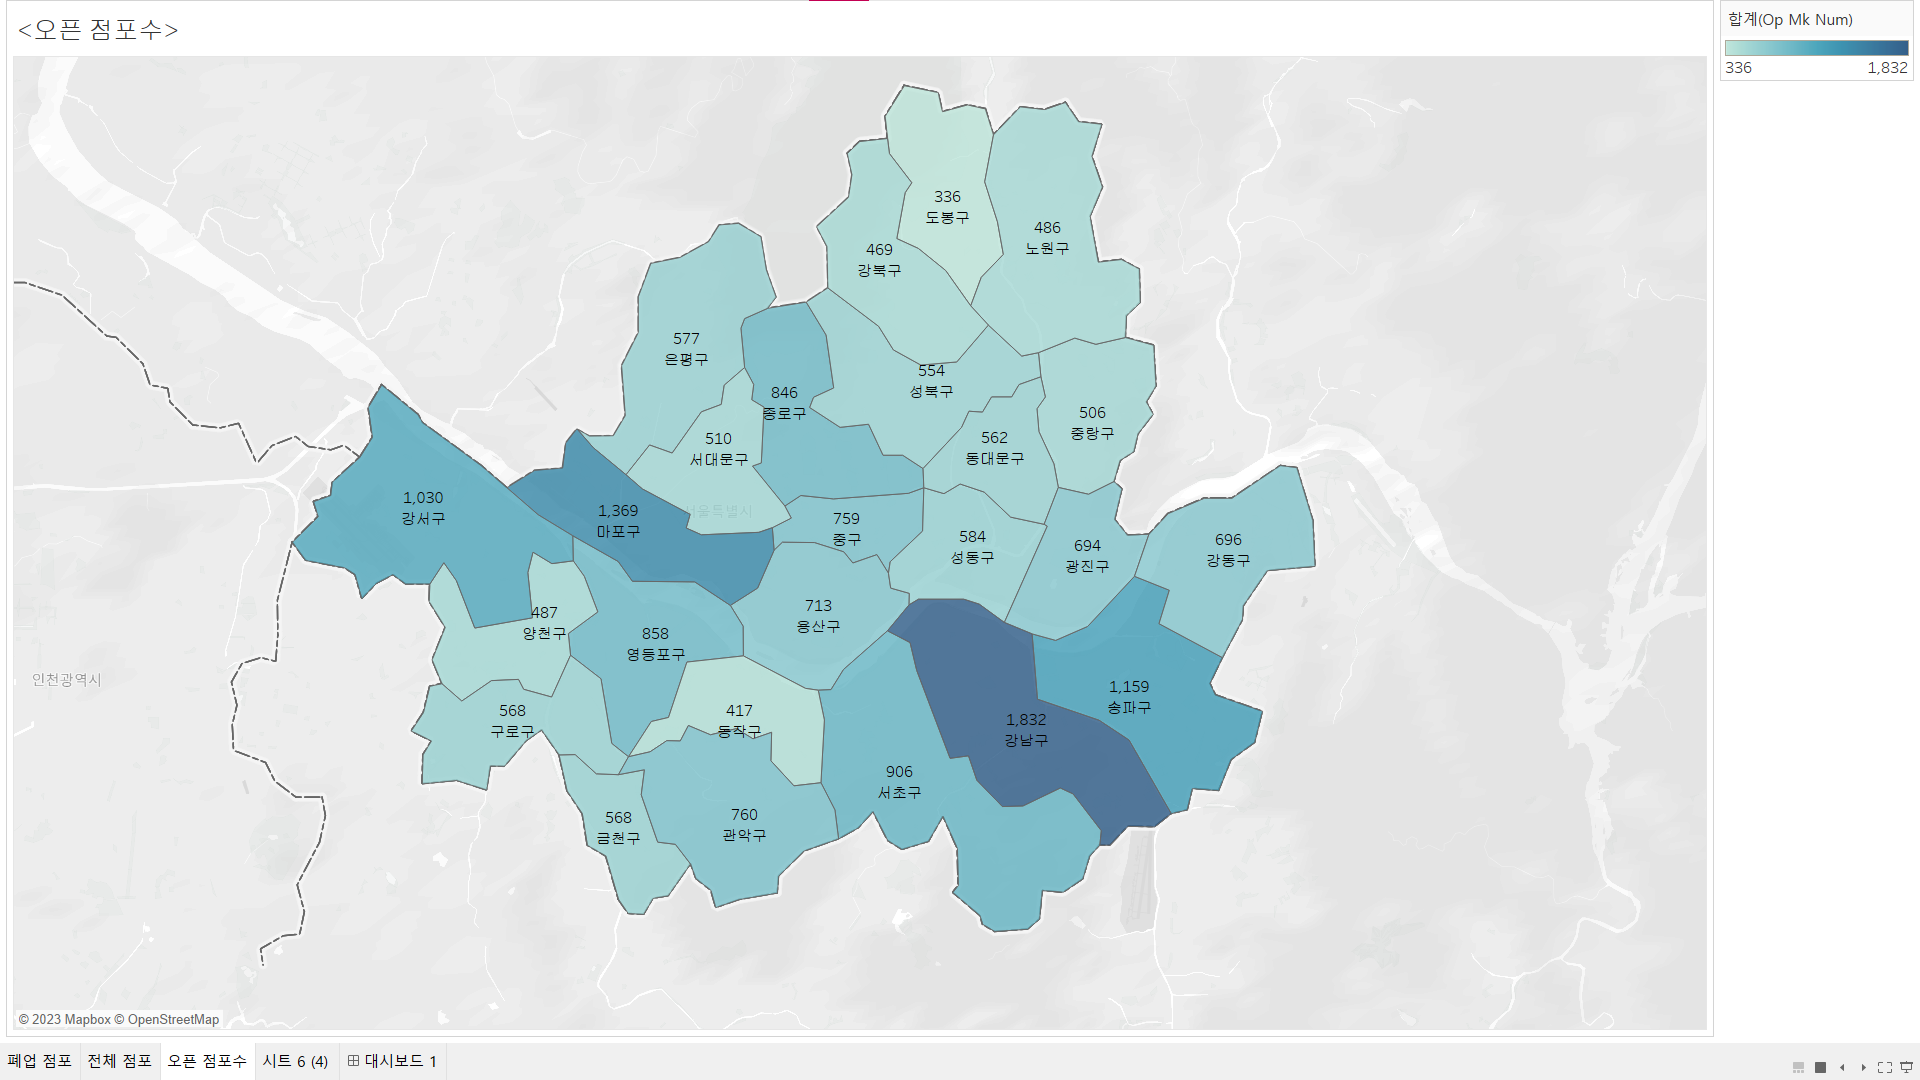 <오픈 점포수>
합계(Op Mk Num)
336
1,832
336
도봉구
486
노원구
469
강북구
577
은평구
554
성북구
846
종로구
506
중랑구
510
서대문구
562
동대문구
1,030
강서구
1,369
마포구
서울특별시
759
중구
584
성동구
694
광진구
696
강동구
487
양천구
713
용산구
858
영등포구
인천광역시
1,159
송파구
568
구로구
417
동작구
1,832
강남구
906
서초구
568
금천구
760
관악구
© 2023 Mapbox © OpenStreetMap
폐업 점포
전체 점포
오픈 점포수
시트 6 (4)
대시보드 1